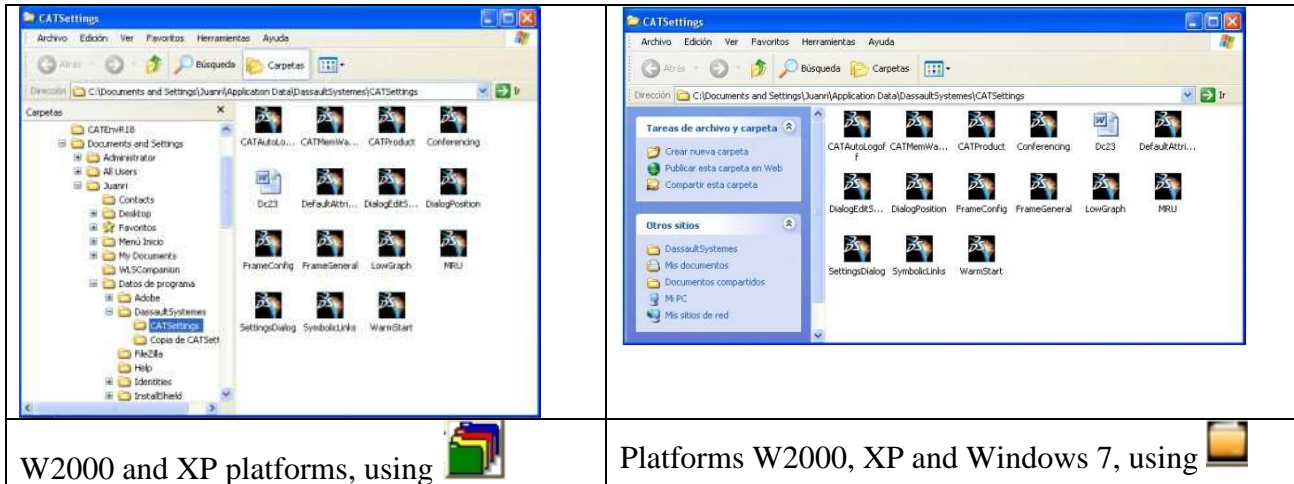 CATSettings
Archivo Edición Ver Favoritos Herramientas Ayuda
Atrás Búsqueda Carpetas
Dirección C:\Documents and Settings\Juanri\Application Data\DassaultSystemes\CATSettings Ir
Carpetas
CATEnvR18
Documents and Settings
Administrator
All Users
Juanri
Contacts
Desktop
Favoritos
Menú Inicio
My Documents
WLSCompanion
Datos de programa
Adobe
DassaultSystemes
CATSettings
Copia de CATSett
FileZilla
Help
Identities
InstallShield
CATAutoLo... CATMemWa... CATProduct Conferencing
Dc23 DefaultAttri... DialogEditS... DialogPosition
FrameConfig FrameGeneral LowGraph MRU
SettingsDialog SymbolicLinks WarmStart
CATSettings
Archivo Edición Ver Favoritos Herramientas Ayuda
Atrás Búsqueda Carpetas
Dirección C:\Documents and Settings\Juanri\Application Data\DassaultSystemes\CATSettings Ir
Tareas de archivo y carpeta
Crear nueva carpeta
Publicar esta carpeta en Web
Compartir esta carpeta
Otros sitios
DassaultSystemes
Mis documentos
Documentos compartidos
Mi PC
Mis sitios de red
CATAutoLogof CATMemWa... CATProduct Conferencing Dc23 DefaultAttri...
f
DialogEditS... DialogPosition FrameConfig FrameGeneral LowGraph MRU
SettingsDialog SymbolicLinks WarmStart
W2000 and XP platforms, using
Platforms W2000, XP and Windows 7, using